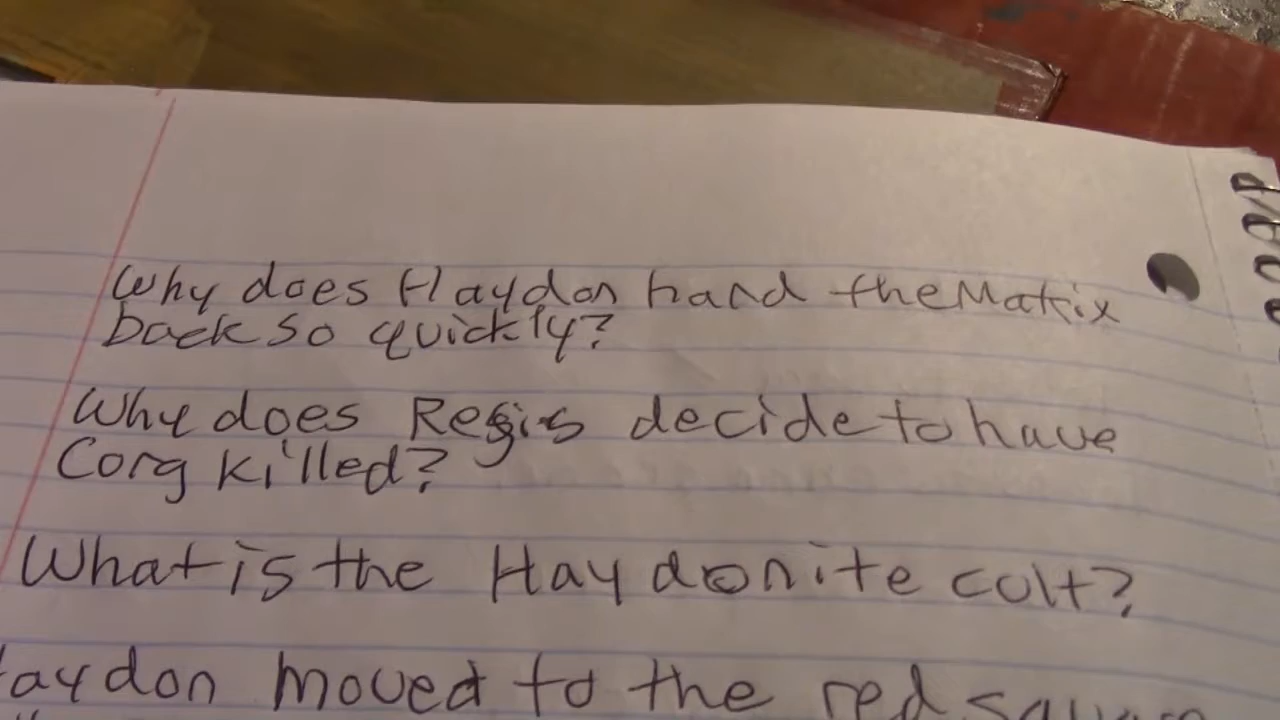 Why does Haydon hand the Matrix
back so quickly?
Why does Regis decide to have
Corg killed?
What is the Haydonite cult?
aydon moved to the red